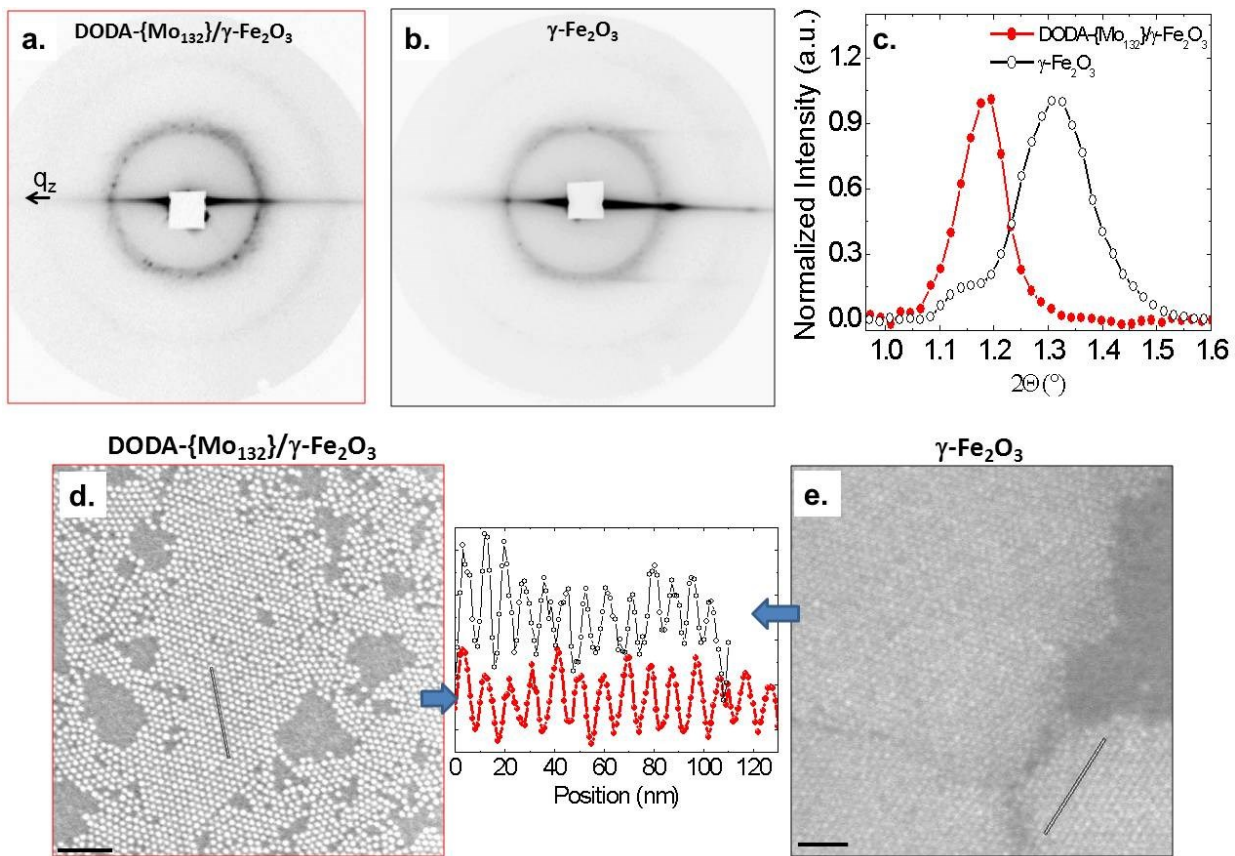 a.
DODA-{Mo₁₃₂}/γ-Fe₂O₃
q_z
b.
γ-Fe₂O₃
c.
DODA-{Mo₁₃₂}/γ-Fe₂O₃
γ-Fe₂O₃
Normalized Intensity (a.u.)
1.2
0.9
0.6
0.3
0.0
1.0 1.1 1.2 1.3 1.4 1.5 1.6
2Θ (°)
DODA-{Mo₁₃₂}/γ-Fe₂O₃
d.
0 20 40 60 80 100 120
Position (nm)
γ-Fe₂O₃
e.